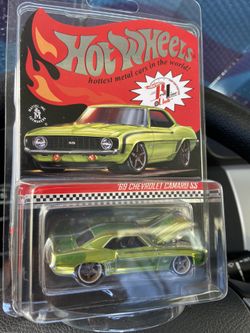 Hot Wheels
hottest metal cars in the world!
'69 CHEVROLET CAMARO SS